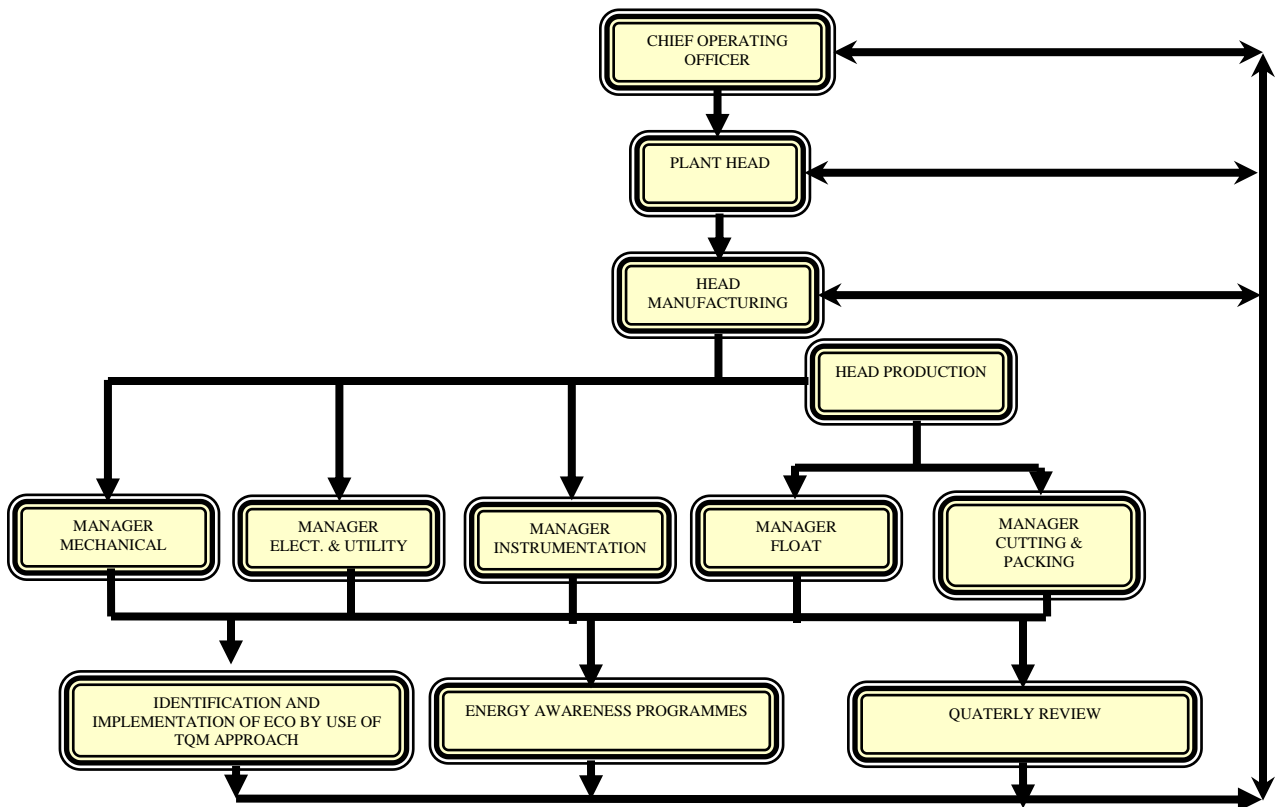 CHIEF OPERATING
OFFICER
PLANT HEAD
HEAD
MANUFACTURING
HEAD PRODUCTION
MANAGER
MECHANICAL
MANAGER
ELECT. & UTILITY
MANAGER
INSTRUMENTATION
MANAGER
FLOAT
MANAGER
CUTTING &
PACKING
IDENTIFICATION AND
IMPLEMENTATION OF ECO BY USE OF
TQM APPROACH
ENERGY AWARENESS PROGRAMMES
QUATERLY REVIEW